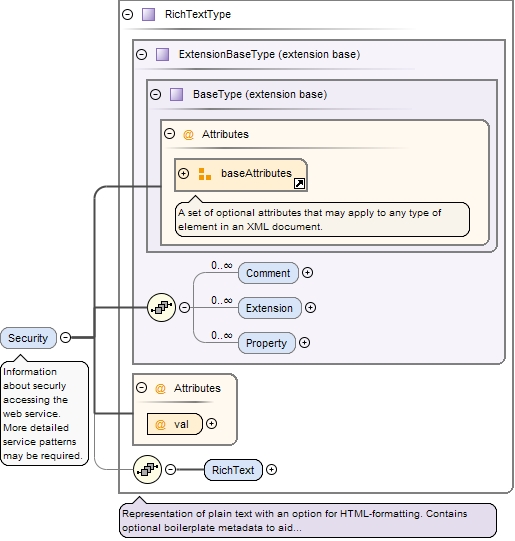 RichTextType
ExtensionBaseType (extension base)
BaseType (extension base)
@ Attributes
baseAttributes
A set of optional attributes that may apply to any type of
element in an XML document.
0..∞
Comment
0..∞
Extension
0..∞
Property
Security
Information
about securly
accessing the
web service.
More detailed
service patterns
may be required.
@ Attributes
@ val
RichText
Representation of plain text with an option for HTML-formatting. Contains
optional boilerplate metadata to aid...